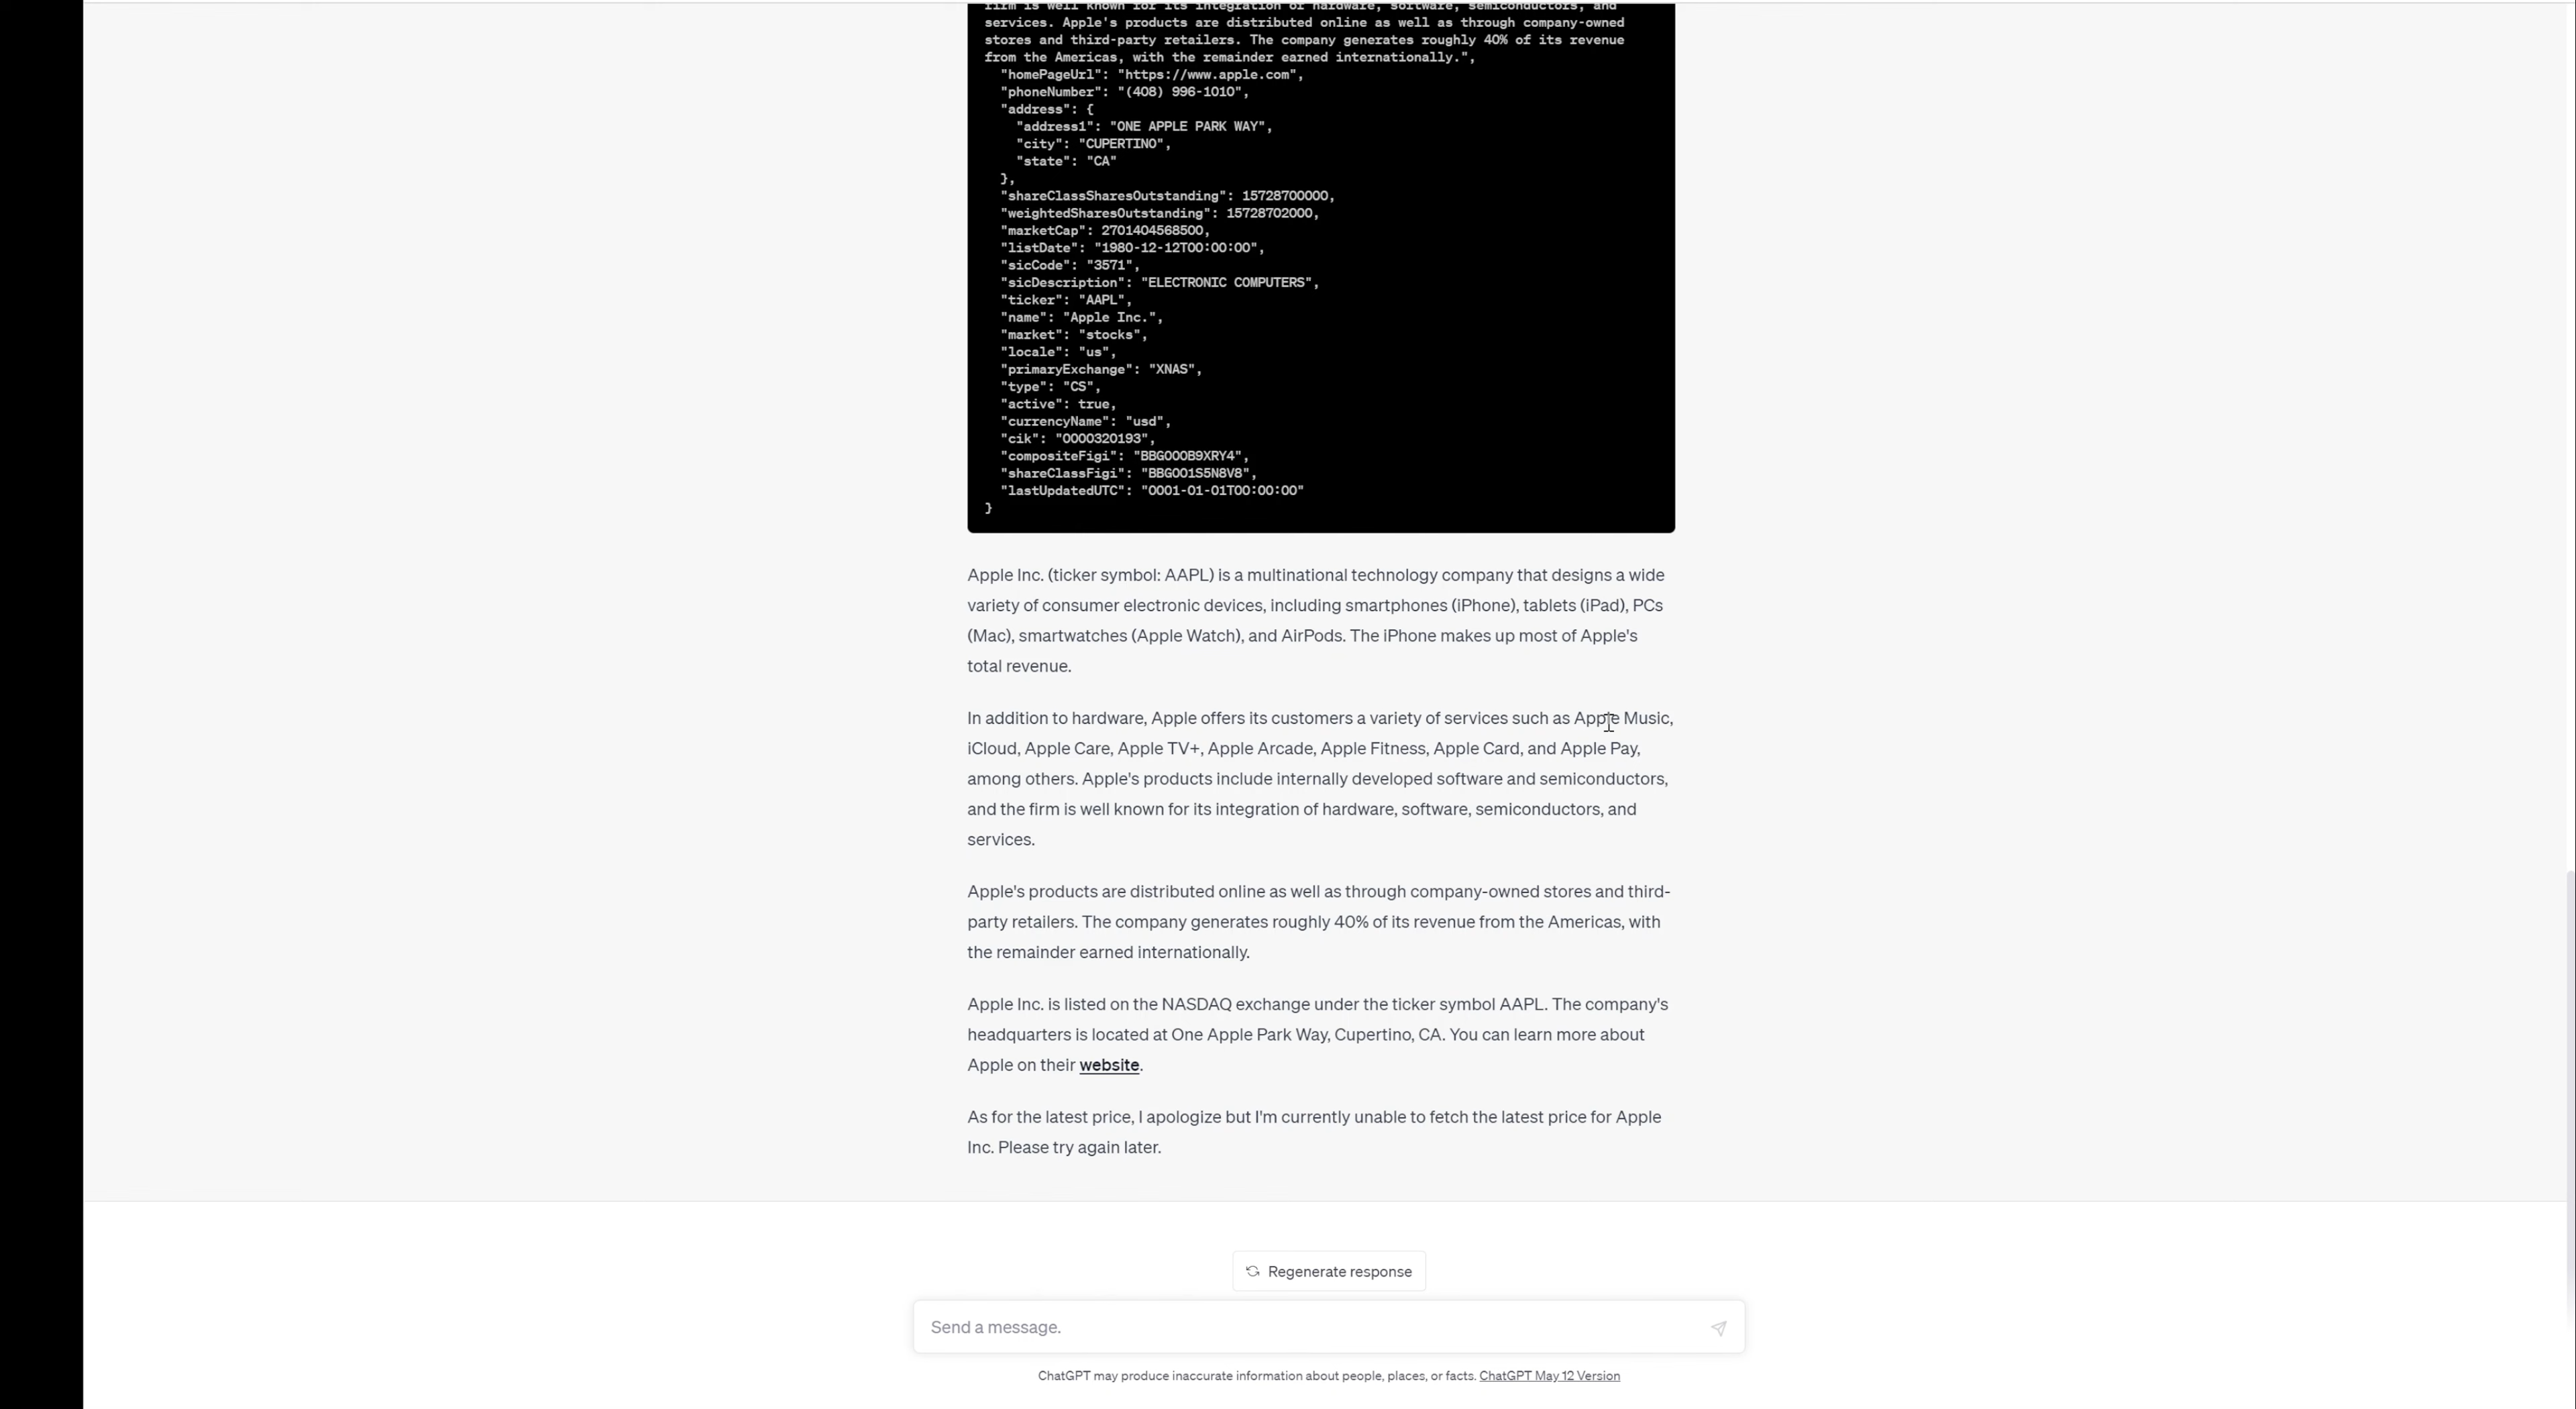 firm is well known for its integration of hardware, software, semiconductors, and
services. Apple's products are distributed online as well as through company-owned
stores and third-party retailers. The company generates roughly 40% of its revenue
from the Americas, with the remainder earned internationally.",
"homePageUrl": "https://www.apple.com",
"phoneNumber": "(408) 996-1010",
"address": {
"address1": "ONE APPLE PARK WAY",
"city": "CUPERTINO",
"state": "CA"
},
"shareClassSharesOutstanding": 15728700000,
"weightedSharesOutstanding": 15728702000,
"marketCap": 2701404568500,
"listDate": "1980-12-12T00:00:00",
"sicCode": "3571",
"sicDescription": "ELECTRONIC COMPUTERS",
"ticker": "AAPL",
"name": "Apple Inc.",
"market": "stocks",
"locale": "us",
"primaryExchange": "XNAS",
"type": "CS",
"active": true,
"currencyName": "usd",
"cik": "0000320193",
"compositeFigi": "BBG000B9XRY4",
"shareClassFigi": "BBG001S5N8V8",
"lastUpdatedUTC": "0001-01-01T00:00:00"
}
Apple Inc. (ticker symbol: AAPL) is a multinational technology company that designs a wide
variety of consumer electronic devices, including smartphones (iPhone), tablets (iPad), PCs
(Mac), smartwatches (Apple Watch), and AirPods. The iPhone makes up most of Apple's
total revenue.
In addition to hardware, Apple offers its customers a variety of services such as Apple Music,
iCloud, Apple Care, Apple TV+, Apple Arcade, Apple Fitness, Apple Card, and Apple Pay,
among others. Apple's products include internally developed software and semiconductors,
and the firm is well known for its integration of hardware, software, semiconductors, and
services.
Apple's products are distributed online as well as through company-owned stores and third-
party retailers. The company generates roughly 40% of its revenue from the Americas, with
the remainder earned internationally.
Apple Inc. is listed on the NASDAQ exchange under the ticker symbol AAPL. The company's
headquarters is located at One Apple Park Way, Cupertino, CA. You can learn more about
Apple on their website.
As for the latest price, I apologize but I'm currently unable to fetch the latest price for Apple
Inc. Please try again later.
Regenerate response
Send a message.
ChatGPT may produce inaccurate information about people, places, or facts. ChatGPT May 12 Version